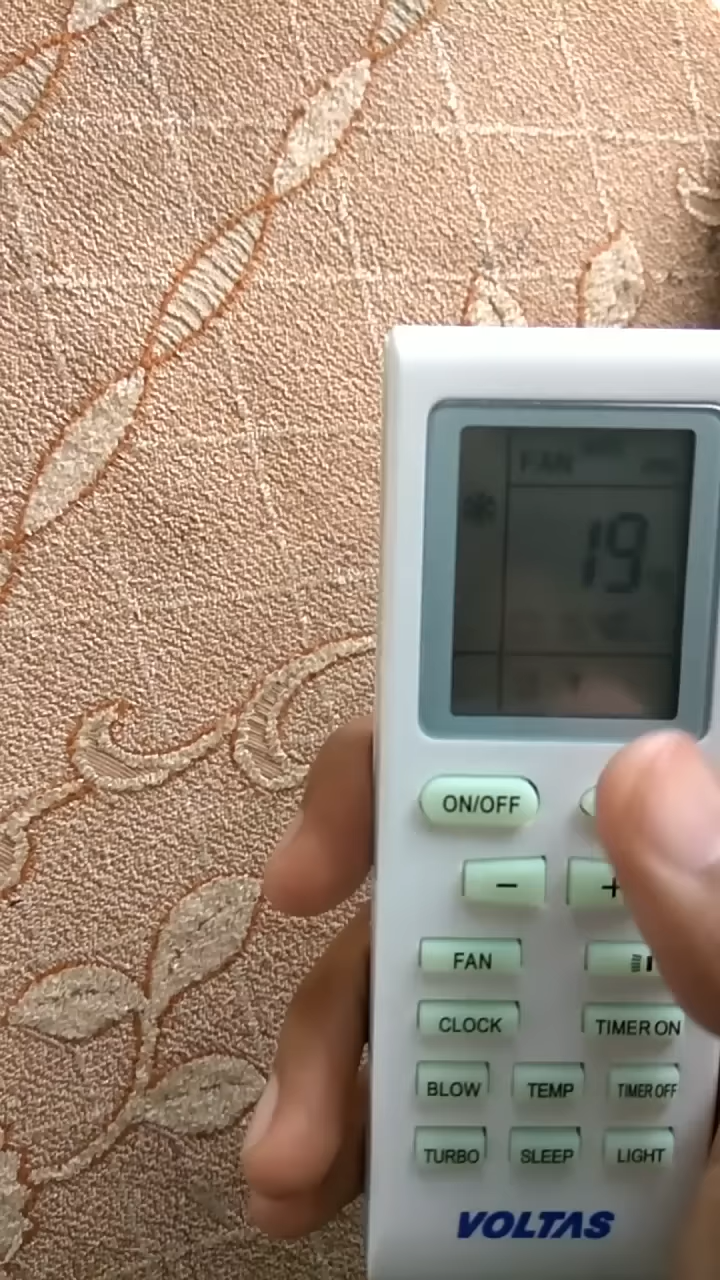 FAN
19
ON/OFF
− +
FAN
CLOCK TIMER ON
BLOW TEMP TIMER OFF
TURBO SLEEP LIGHT
VOLTAS